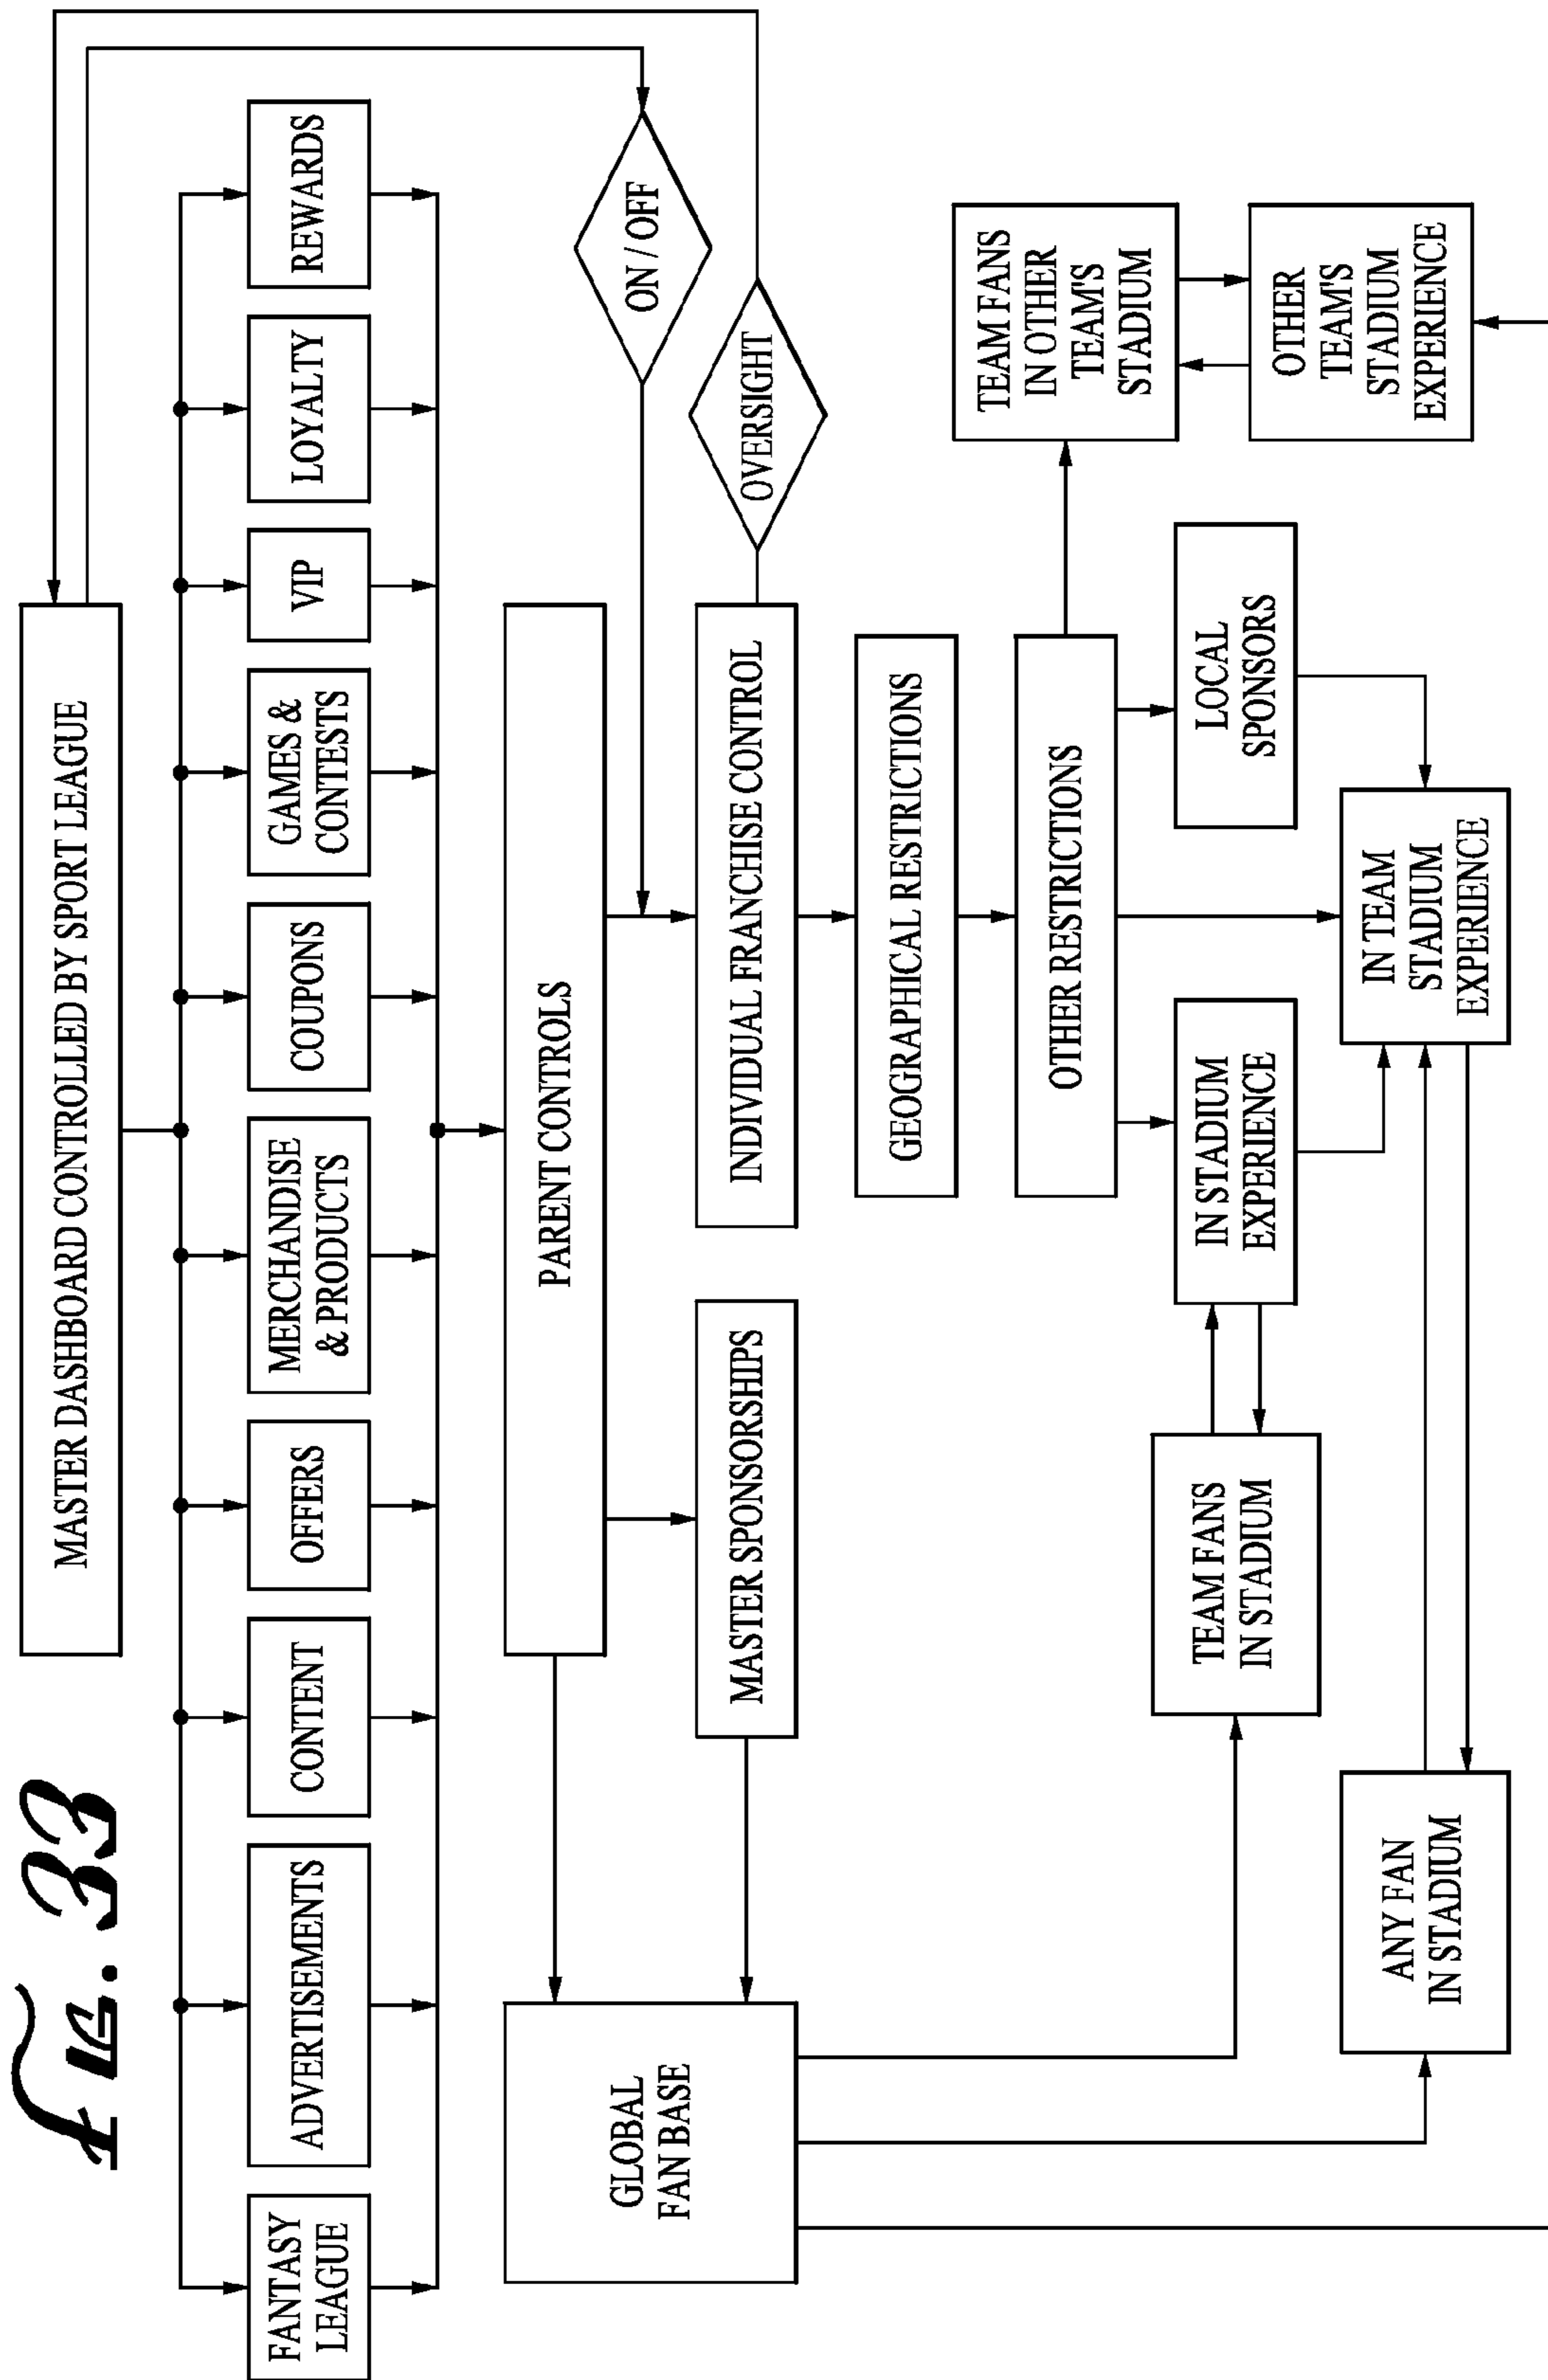 Fig. 33
MASTER DASHBOARD CONTROLLED BY SPORT LEAGUE
FANTASY
LEAGUE
ADVERTISEMENTS
CONTENT
OFFERS
MERCHANDISE
& PRODUCTS
COUPONS
GAMES &
CONTESTS
VIP
LOYALTY
REWARDS
PARENT CONTROLS
ON / OFF
GLOBAL
FAN BASE
MASTER SPONSORSHIPS
INDIVIDUAL FRANCHISE CONTROL
OVERSIGHT
GEOGRAPHICAL RESTRICTIONS
OTHER RESTRICTIONS
TEAM FANS
IN OTHER
TEAM'S
STADIUM
TEAM FANS
IN STADIUM
IN STADIUM
EXPERIENCE
LOCAL
SPONSORS
OTHER
TEAM'S
STADIUM
EXPERIENCE
ANY FAN
IN STADIUM
IN TEAM
STADIUM
EXPERIENCE